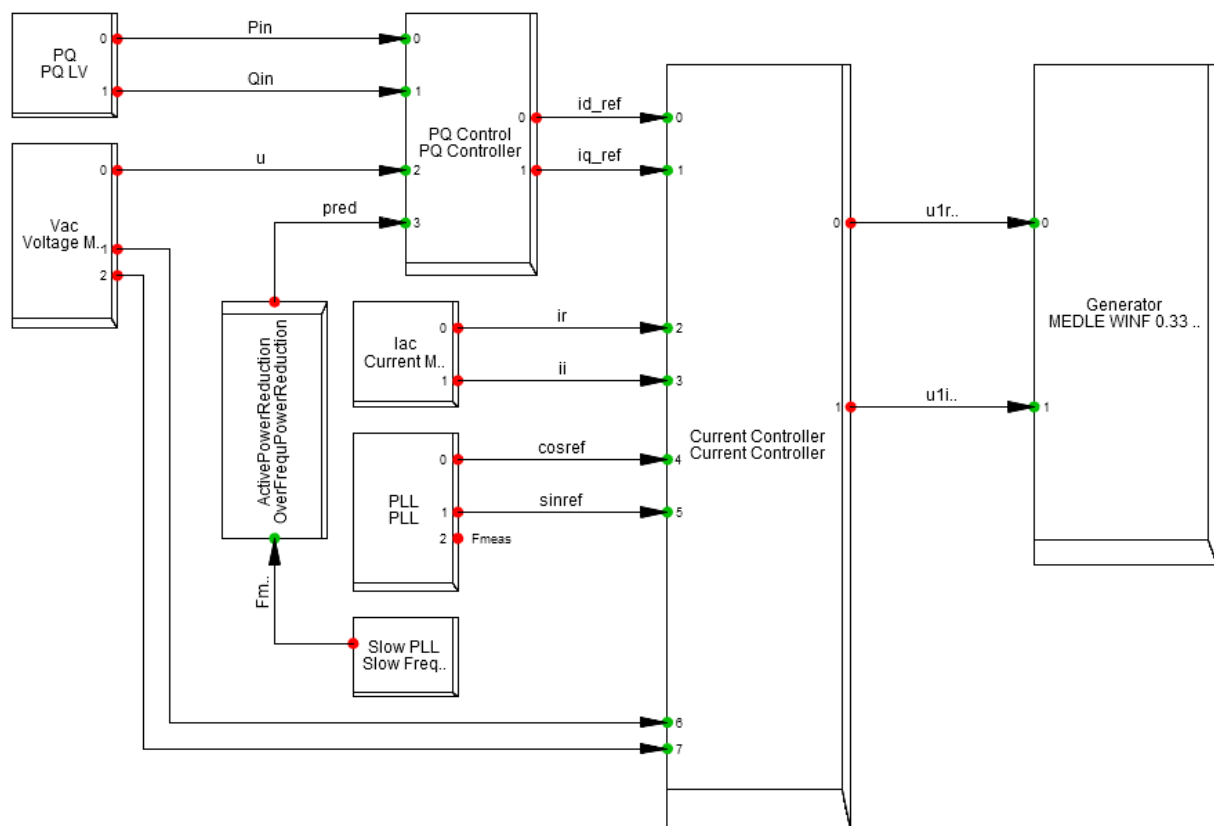 0
PQ
PQ LV
1
Pin
Qin
0
Vac
Voltage M..
1
2
u
pred
0
1
2
3
PQ Control
PQ Controller
0
1
id_ref
iq_ref
ActivePowerReduction
OverFrequPowerReduction
Fm..
0
Iac
Current M..
1
ir
ii
0
PLL
PLL
1
2
Fmeas
cosref
sinref
Slow PLL
Slow Freq..
0
1
2
3
4
5
6
7
Current Controller
Current Controller
0
1
u1r..
u1i..
0
Generator
MEDLE WINF 0.33 ..
1